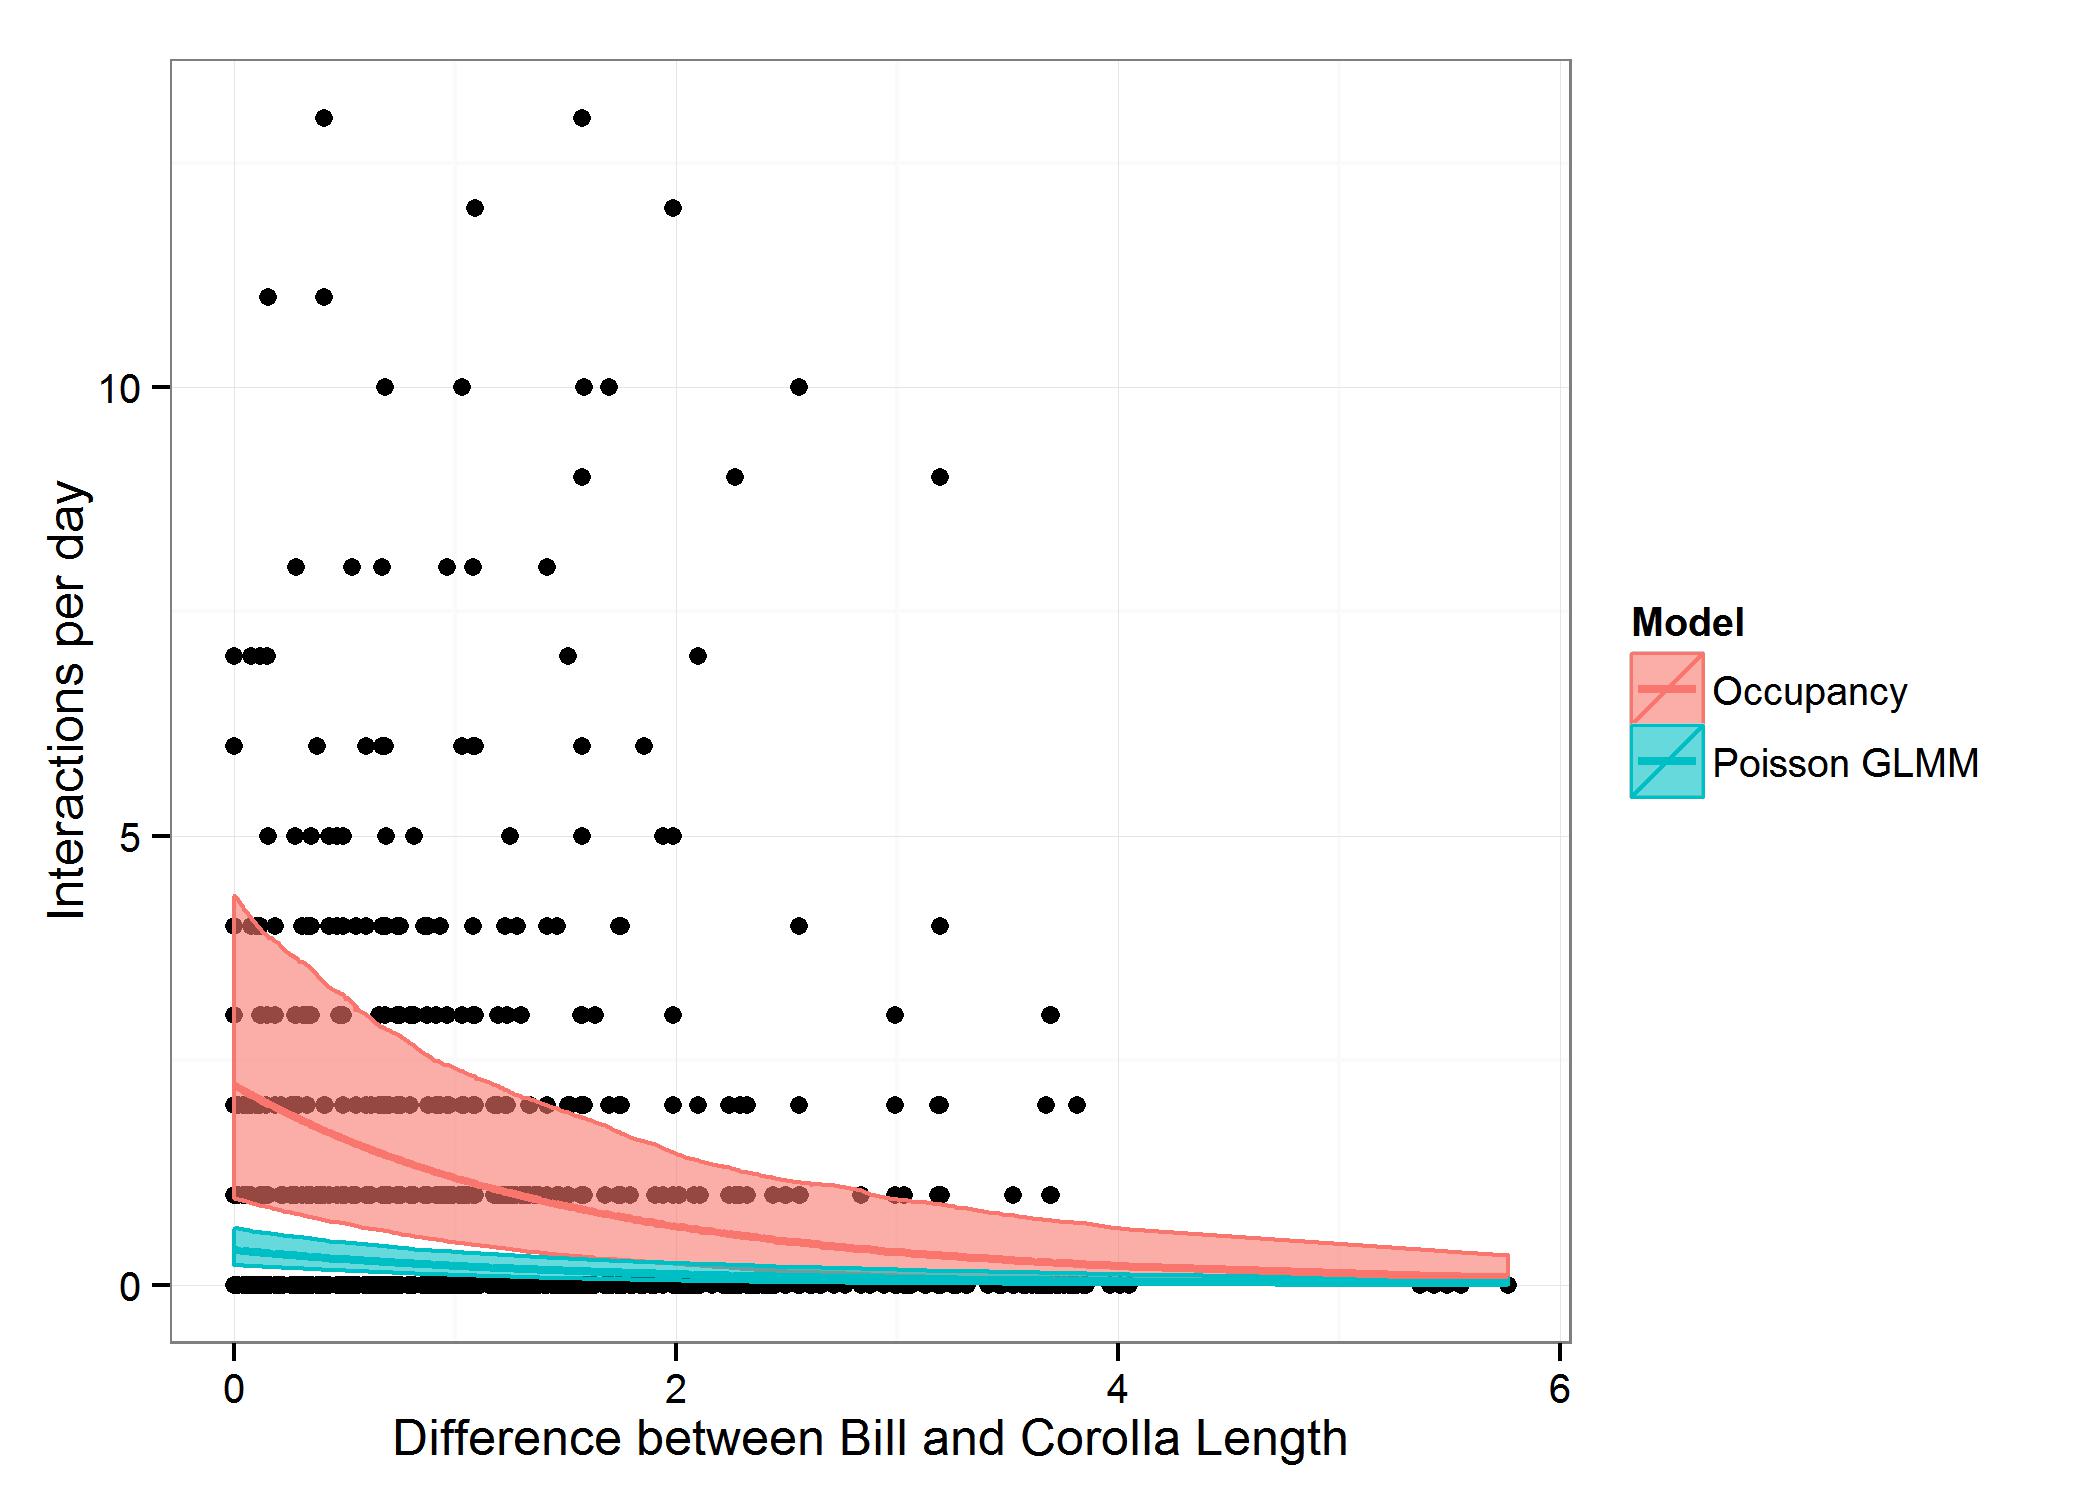 10
5
0
Interactions per day
0 2 4 6
Difference between Bill and Corolla Length
Model
Occupancy
Poisson GLMM